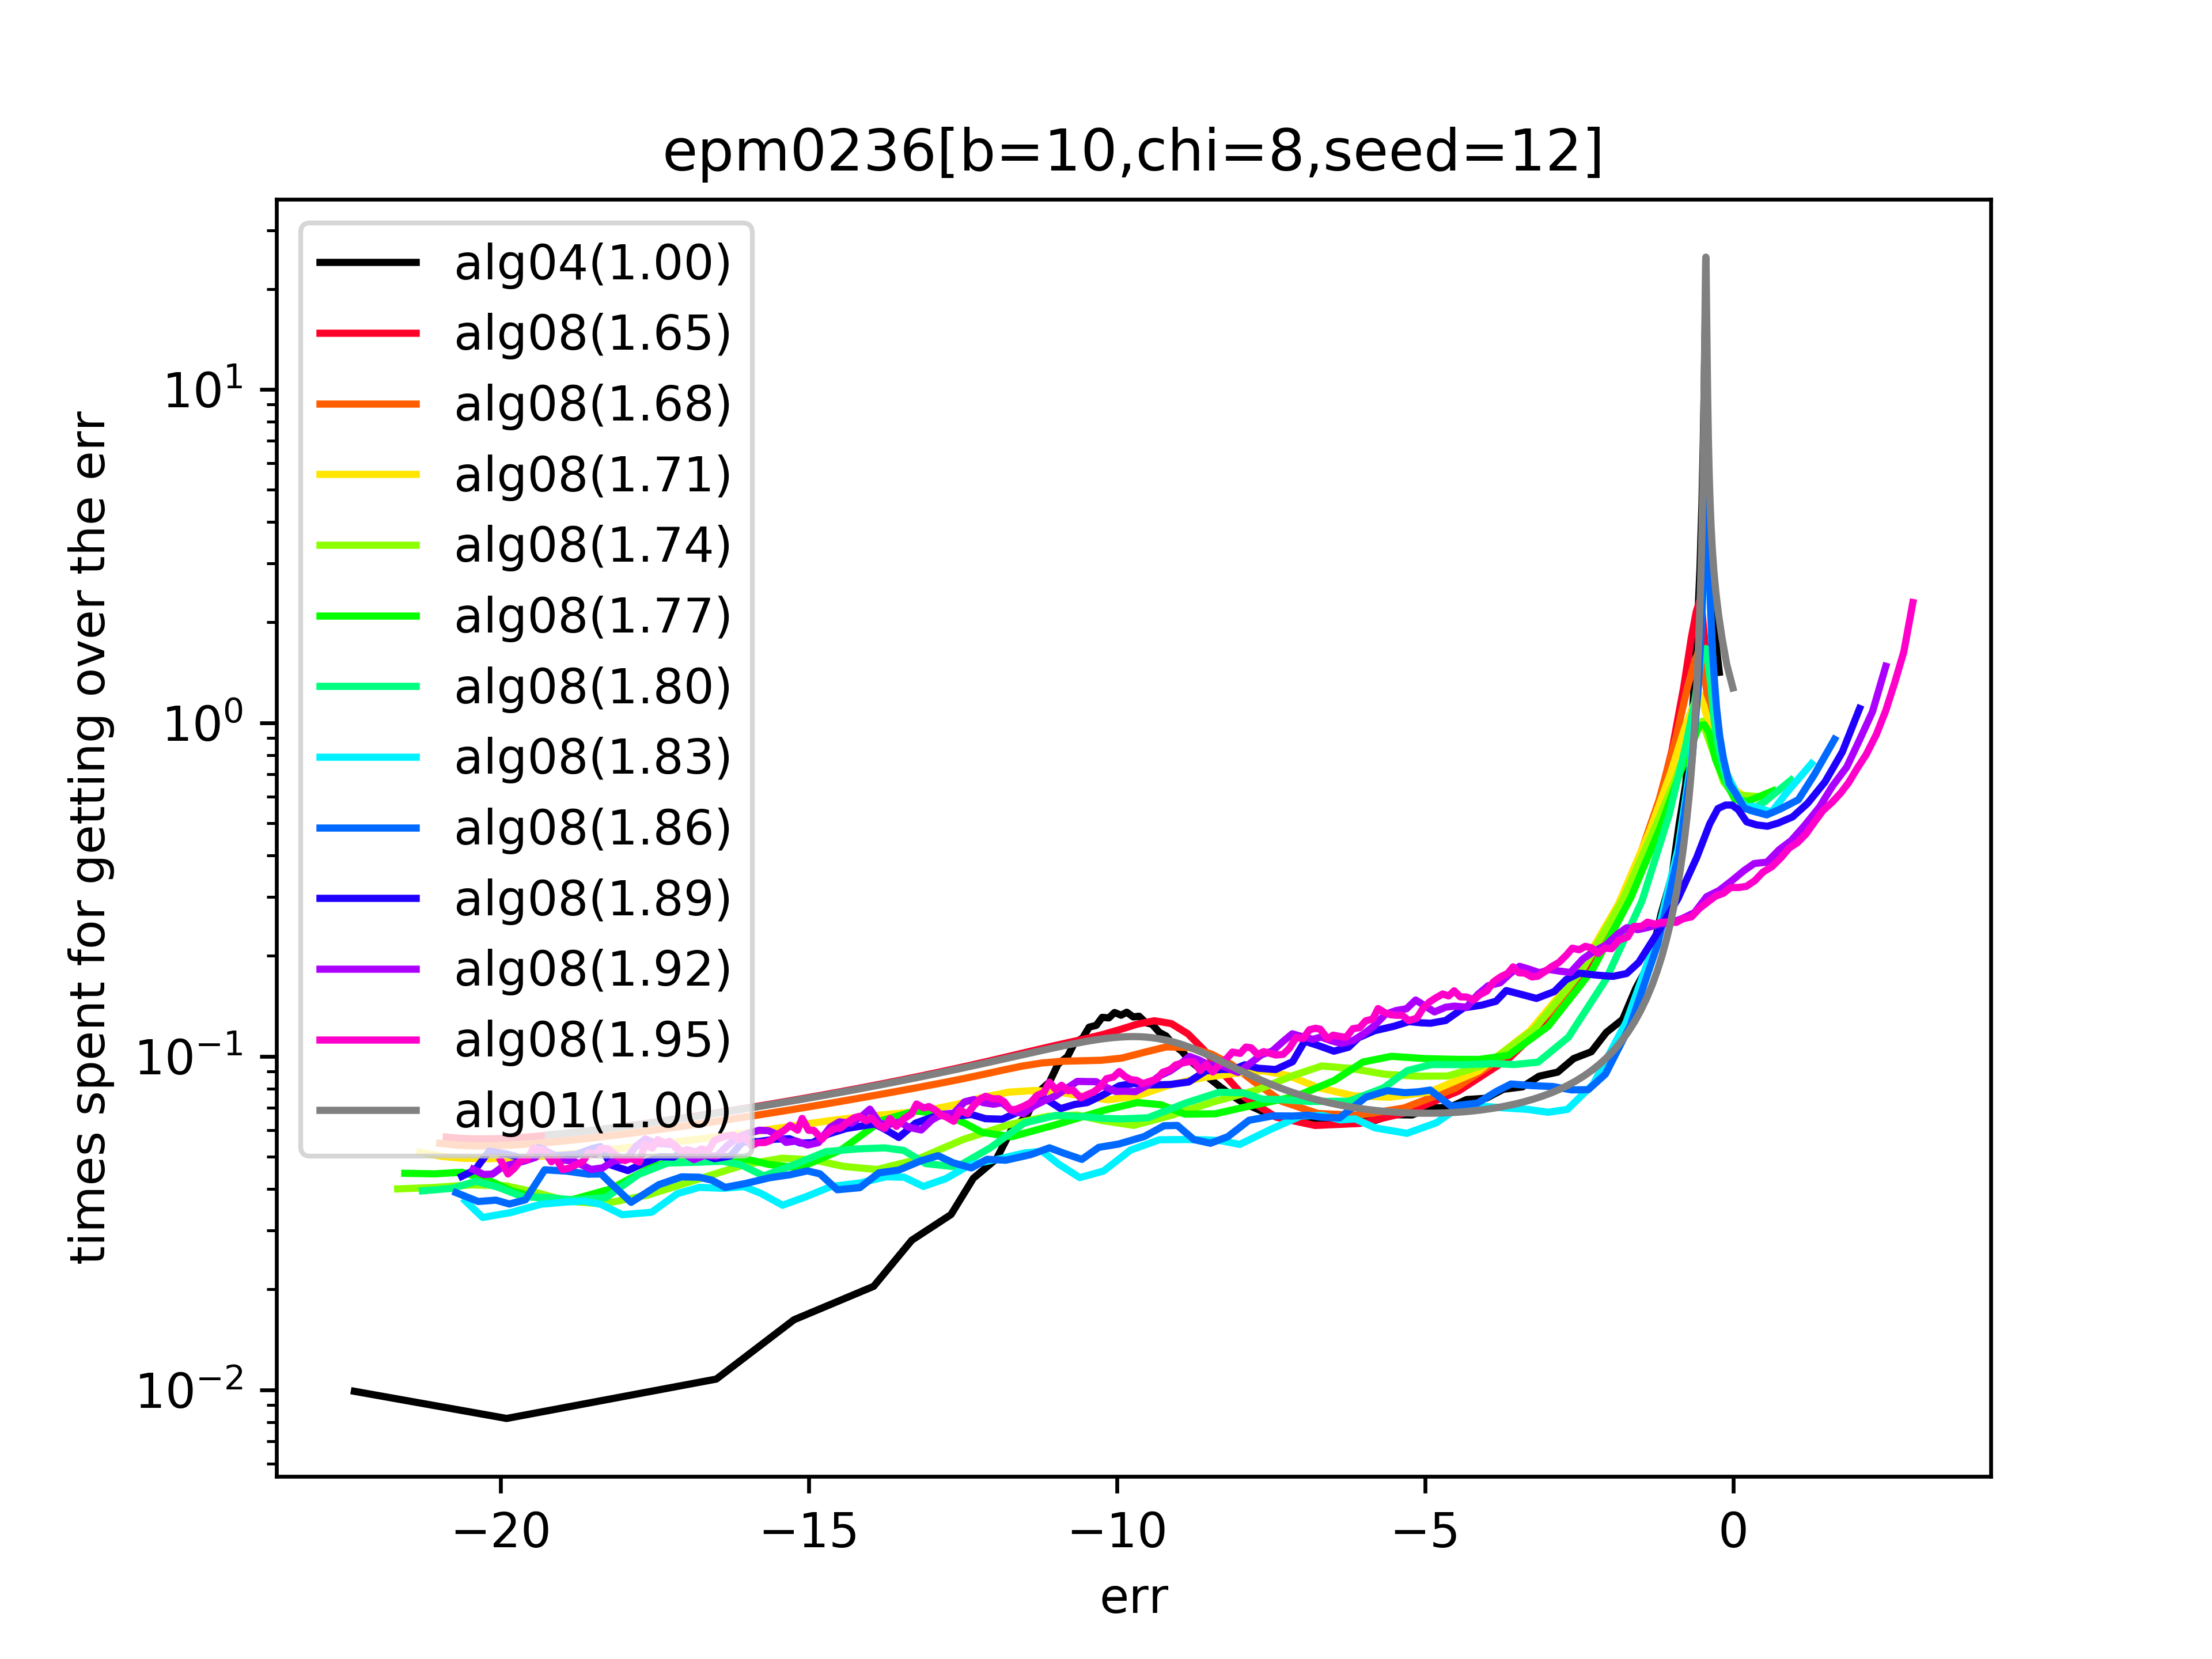 epm0236[b=10,chi=8,seed=12]
times spent for getting over the err
10¹
10⁰
10⁻¹
10⁻²
alg04(1.00)
alg08(1.65)
alg08(1.68)
alg08(1.71)
alg08(1.74)
alg08(1.77)
alg08(1.80)
alg08(1.83)
alg08(1.86)
alg08(1.89)
alg08(1.92)
alg08(1.95)
alg01(1.00)
−20 −15 −10 −5 0
err